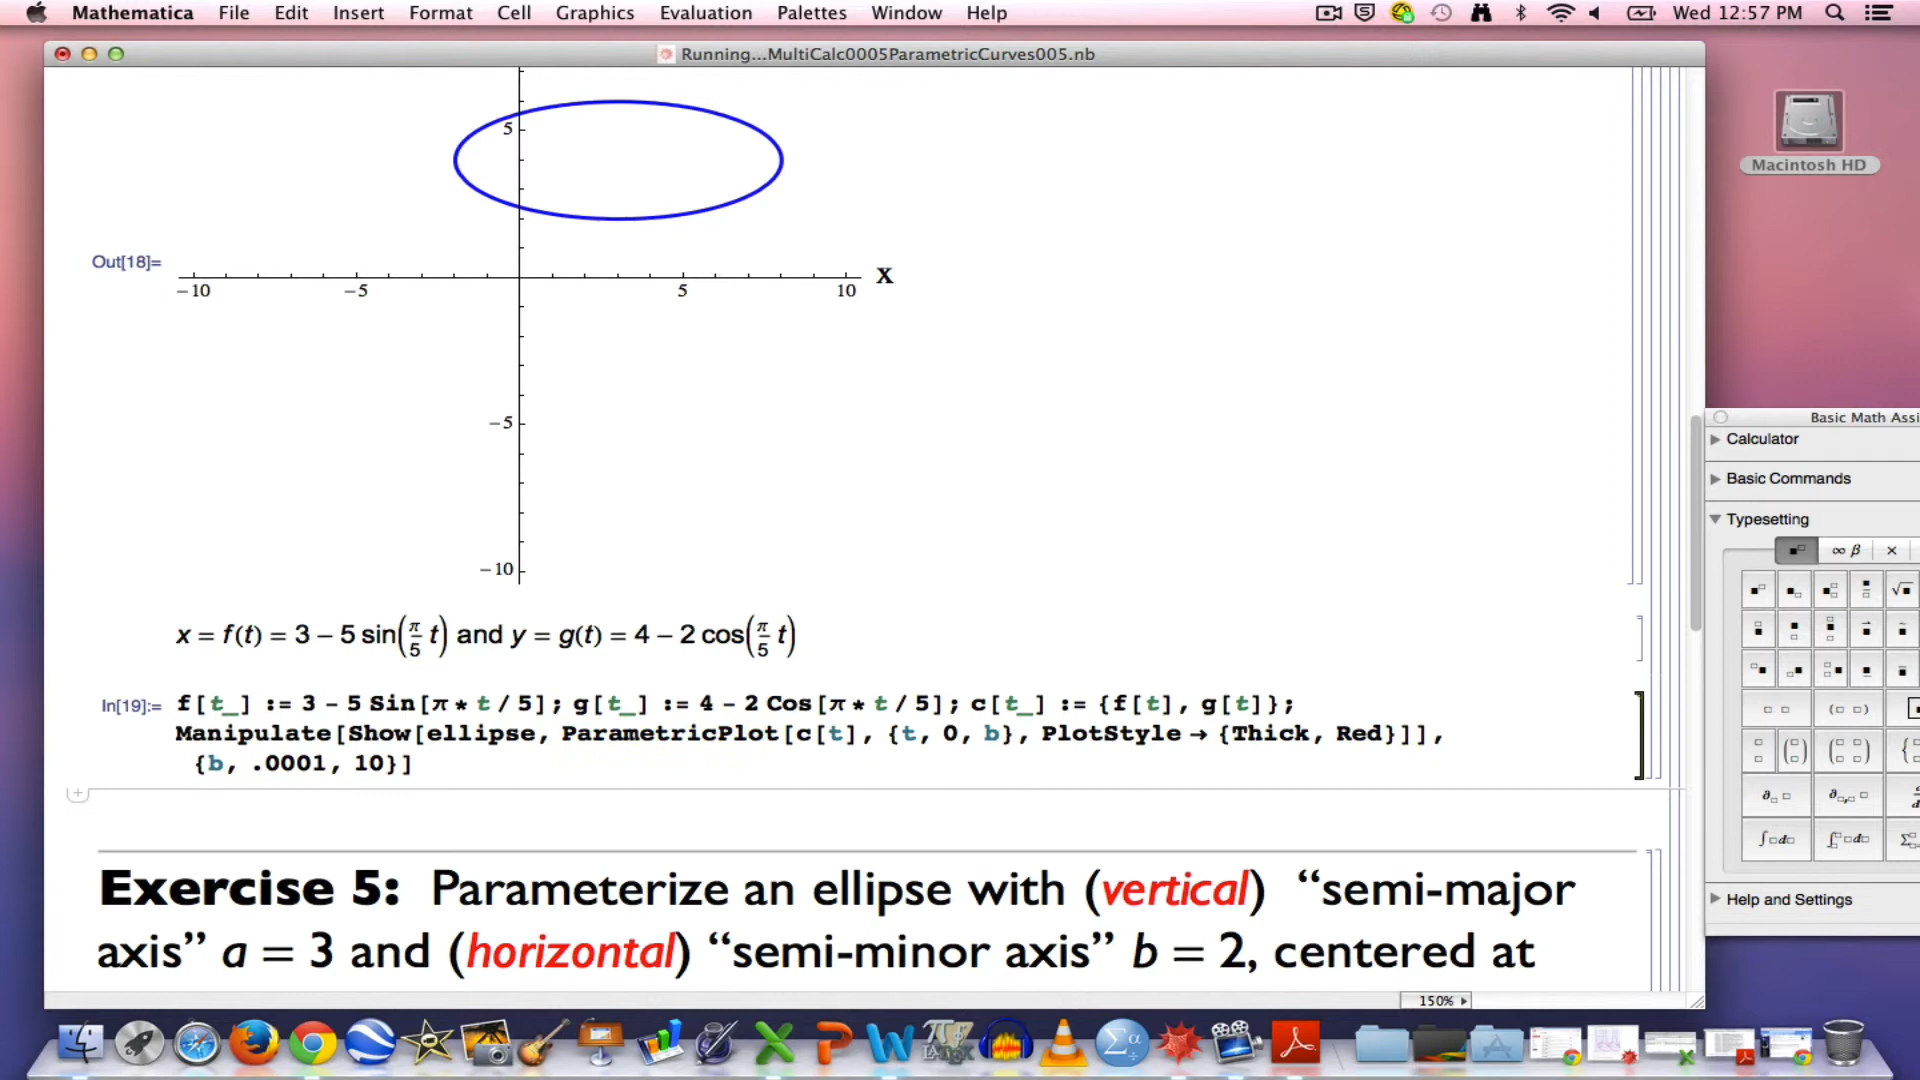 Mathematica File Edit Insert Format Cell Graphics Evaluation Palettes Window Help Wed 12:57 PM
Running...MultiCalc0005ParametricCurves005.nb
Macintosh HD
5
Out[18]=
-10 -5 5 10 X
-5
-10
x = f(t) = 3 − 5 sin(π/5 t) and y = g(t) = 4 − 2 cos(π/5 t)
In[19]:= f[t_] := 3 - 5 Sin[π * t / 5]; g[t_] := 4 - 2 Cos[π * t / 5]; c[t_] := {f[t], g[t]};
Manipulate[Show[ellipse, ParametricPlot[c[t], {t, 0, b}, PlotStyle → {Thick, Red}]],
{b, .0001, 10}]
Exercise 5: Parameterize an ellipse with (vertical) “semi-major
axis” a = 3 and (horizontal) “semi-minor axis” b = 2, centered at
150%
Basic Math Assi
Calculator
Basic Commands
Typesetting
∞ β ×
Help and Settings